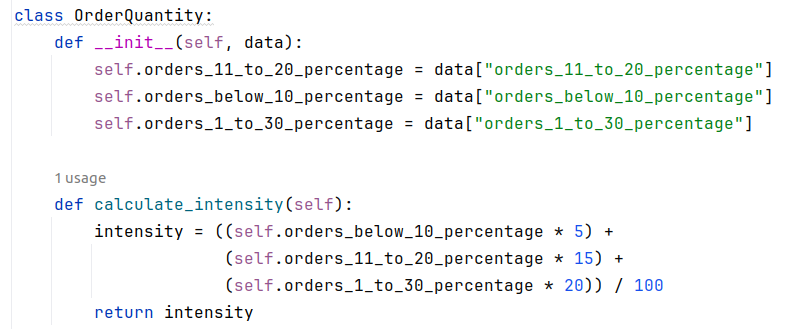 class OrderQuantity:
    def __init__(self, data):
        self.orders_11_to_20_percentage = data["orders_11_to_20_percentage"]
        self.orders_below_10_percentage = data["orders_below_10_percentage"]
        self.orders_1_to_30_percentage = data["orders_1_to_30_percentage"]
    1 usage
    def calculate_intensity(self):
        intensity = ((self.orders_below_10_percentage * 5) +
                     (self.orders_11_to_20_percentage * 15) +
                     (self.orders_1_to_30_percentage * 20)) / 100
        return intensity